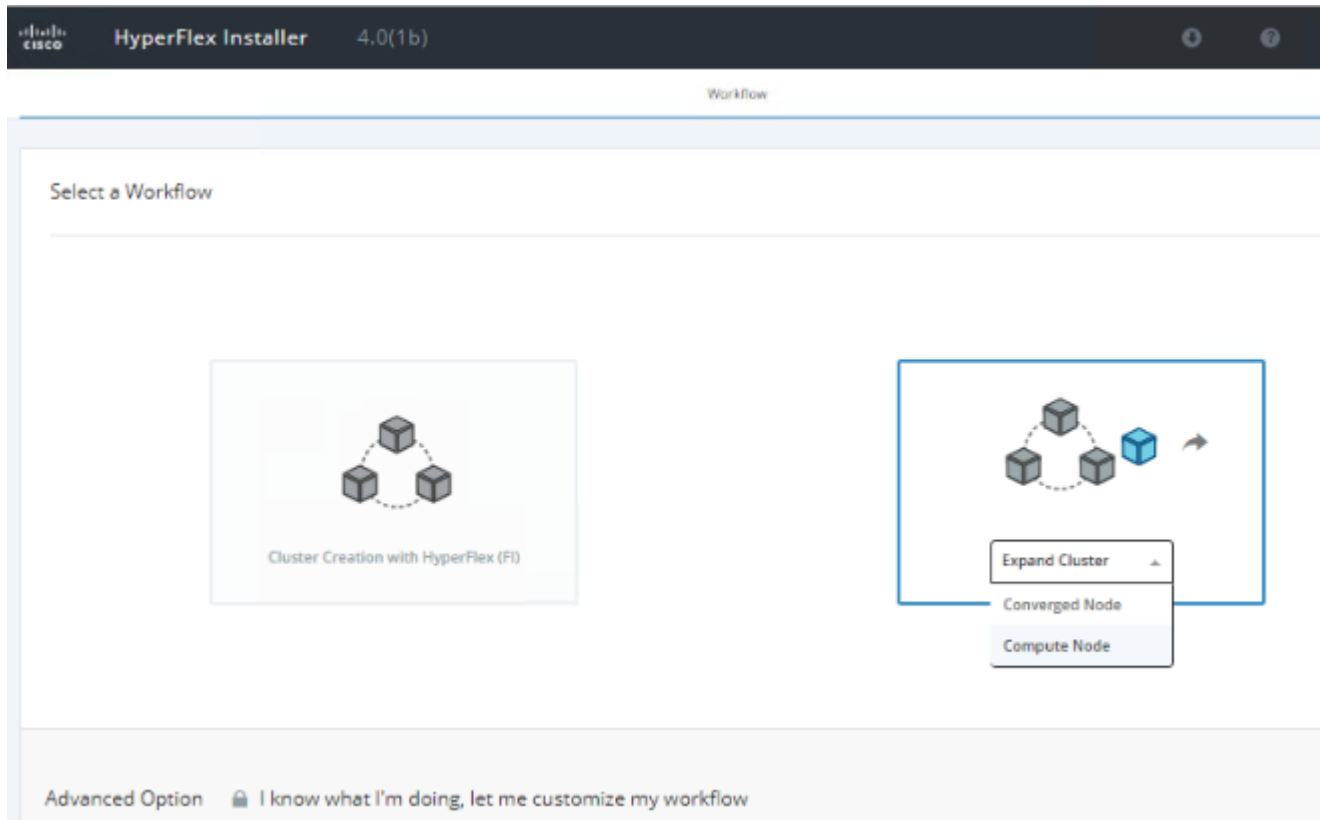 CISCO HyperFlex Installer 4.0(1b)
Workflow
Select a Workflow
Cluster Creation with HyperFlex (FI)
Expand Cluster
Converged Node
Compute Node
Advanced Option I know what I'm doing, let me customize my workflow